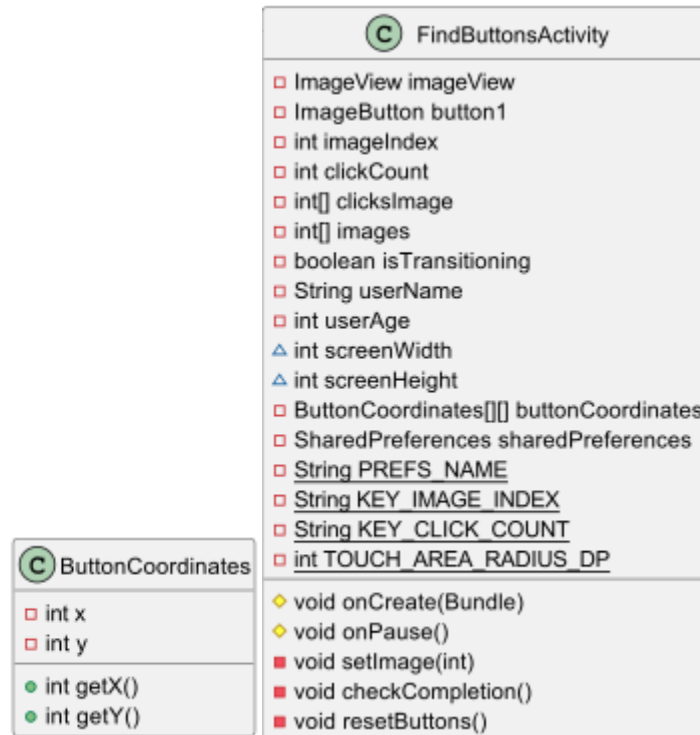 C FindButtonsActivity
ImageView imageView
ImageButton button1
int imageIndex
int clickCount
int[] clicksImage
int[] images
boolean isTransitioning
String userName
int userAge
int screenWidth
int screenHeight
ButtonCoordinates[][] buttonCoordinates
SharedPreferences sharedPreferences
String PREFS_NAME
String KEY_IMAGE_INDEX
String KEY_CLICK_COUNT
int TOUCH_AREA_RADIUS_DP
void onCreate(Bundle)
void onPause()
void setImage(int)
void checkCompletion()
void resetButtons()
C ButtonCoordinates
int x
int y
int getX()
int getY()